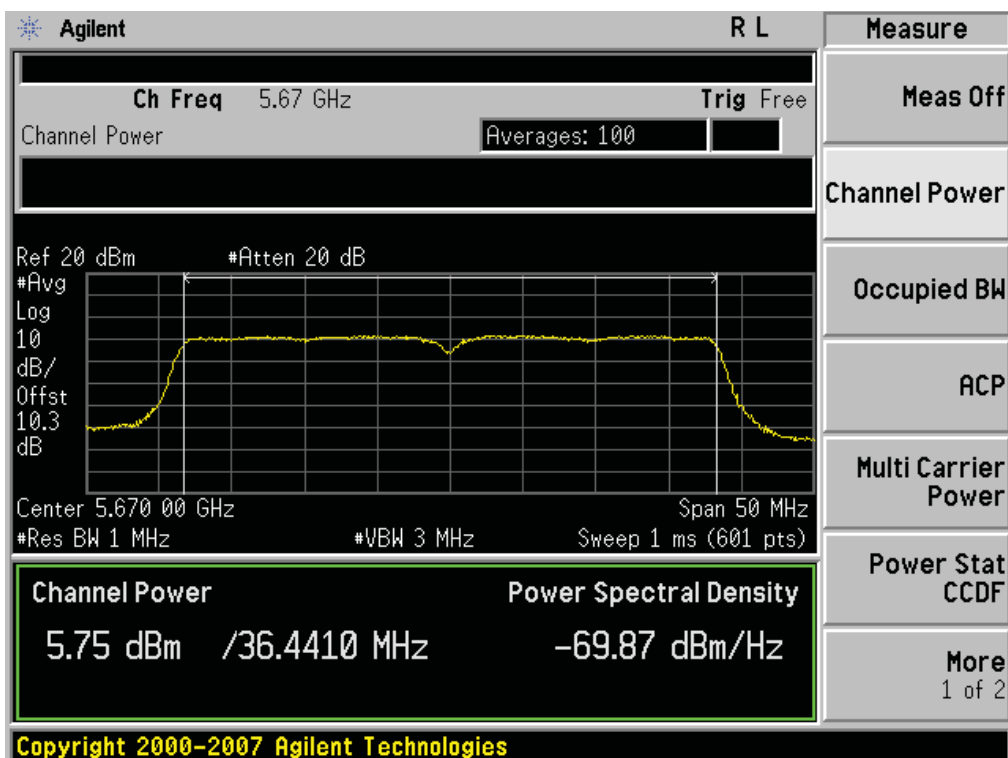 Agilent R L
Ch Freq 5.67 GHz Trig Free
Channel Power Averages: 100
Ref 20 dBm #Atten 20 dB
#Avg
Log
10
dB/
Offst
10.3
dB
Center 5.670 00 GHz Span 50 MHz
#Res BW 1 MHz #VBW 3 MHz Sweep 1 ms (601 pts)
Channel Power Power Spectral Density
5.75 dBm /36.4410 MHz -69.87 dBm/Hz
Measure
Meas Off
Channel Power
Occupied BW
ACP
Multi Carrier
Power
Power Stat
CCDF
More
1 of 2
Copyright 2000-2007 Agilent Technologies